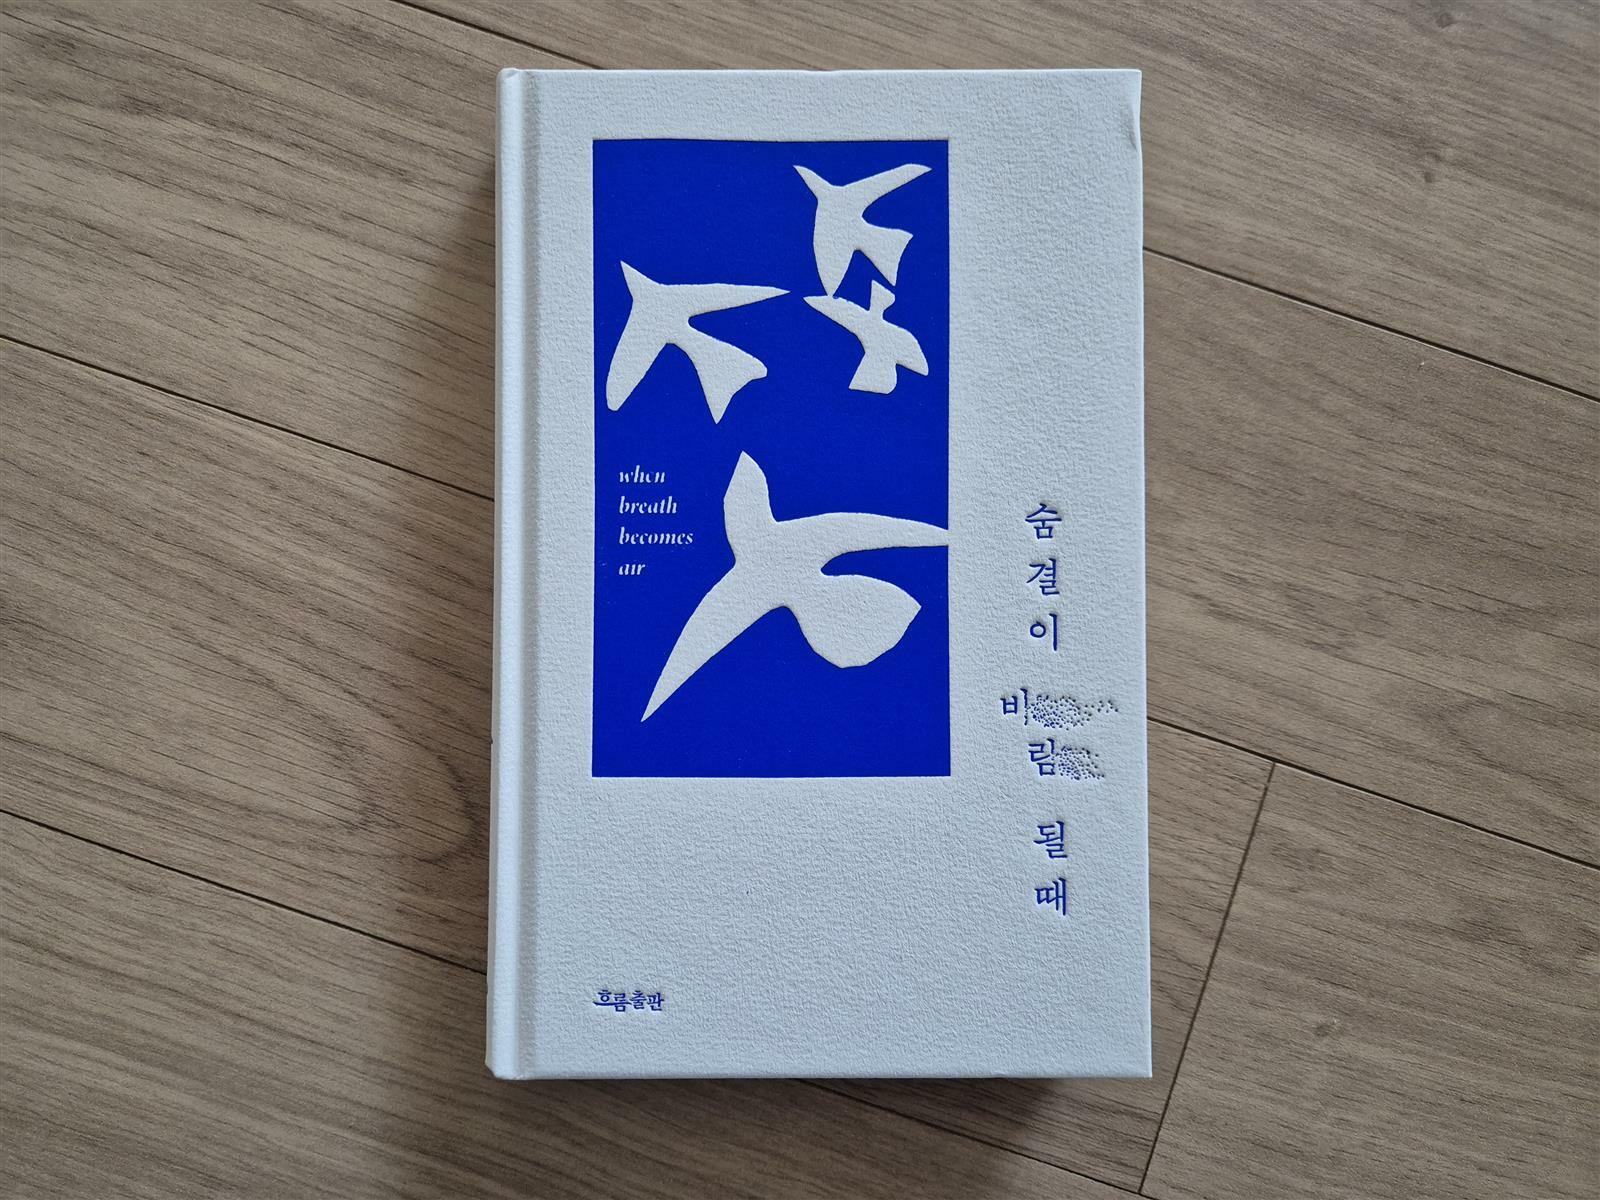 when
breath
becomes
air
숨결이 바람 될 때
흐름출판